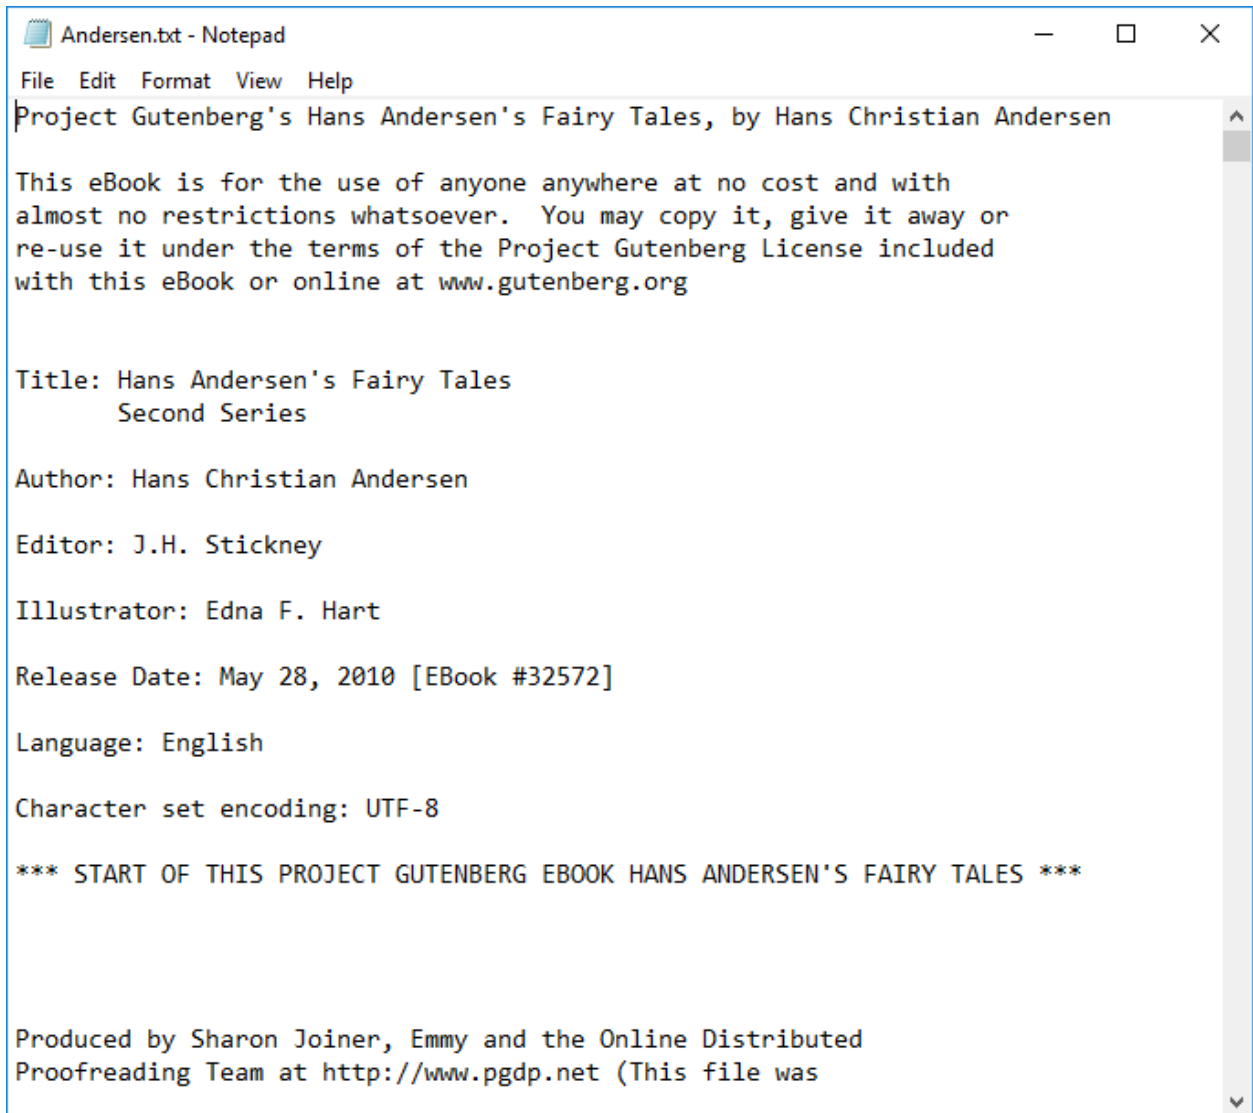 Andersen.txt - Notepad
File Edit Format View Help
Project Gutenberg's Hans Andersen's Fairy Tales, by Hans Christian Andersen
This eBook is for the use of anyone anywhere at no cost and with
almost no restrictions whatsoever.  You may copy it, give it away or
re-use it under the terms of the Project Gutenberg License included
with this eBook or online at www.gutenberg.org
Title: Hans Andersen's Fairy Tales
       Second Series
Author: Hans Christian Andersen
Editor: J.H. Stickney
Illustrator: Edna F. Hart
Release Date: May 28, 2010 [EBook #32572]
Language: English
Character set encoding: UTF-8
*** START OF THIS PROJECT GUTENBERG EBOOK HANS ANDERSEN'S FAIRY TALES ***
Produced by Sharon Joiner, Emmy and the Online Distributed
Proofreading Team at http://www.pgdp.net (This file was